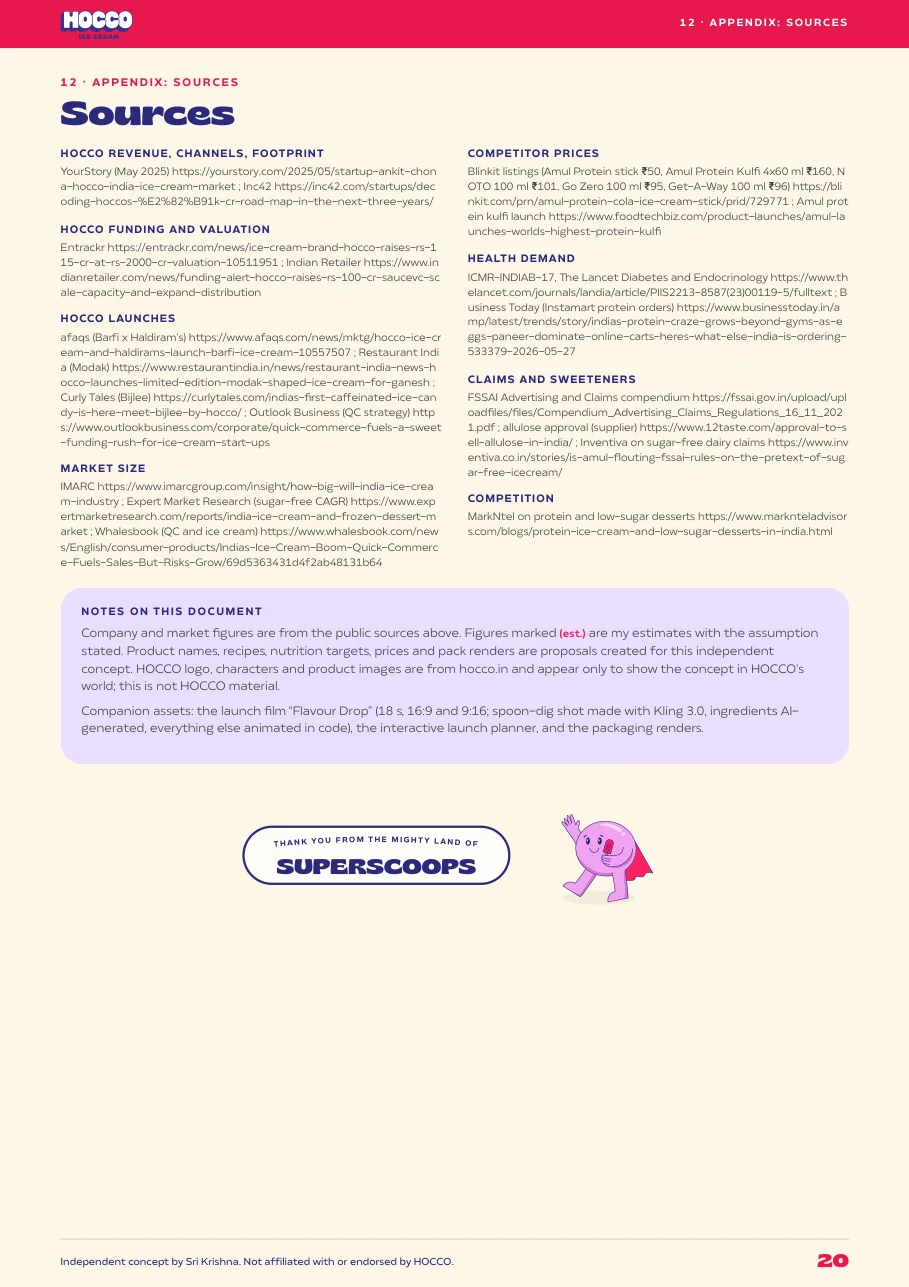 HOCCO
ICE CREAM
12 · APPENDIX: SOURCES
12 · APPENDIX: SOURCES
Sources
HOCCO REVENUE, CHANNELS, FOOTPRINT
YourStory (May 2025) https://yourstory.com/2025/05/startup-ankit-chon
a-hocco-india-ice-cream-market ; Inc42 https://inc42.com/startups/dec
oding-hoccos-%E2%82%B91k-cr-road-map-in-the-next-three-years/
HOCCO FUNDING AND VALUATION
Entrackr https://entrackr.com/news/ice-cream-brand-hocco-raises-rs-1
15-cr-at-rs-2000-cr-valuation-10511951 ; Indian Retailer https://www.in
dianretailer.com/news/funding-alert-hocco-raises-rs-100-cr-saucevc-sc
ale-capacity-and-expand-distribution
HOCCO LAUNCHES
afaqs (Barfi x Haldiram's) https://www.afaqs.com/news/mktg/hocco-ice-cr
eam-and-haldirams-launch-barfi-ice-cream-10557507 ; Restaurant Indi
a (Modak) https://www.restaurantindia.in/news/restaurant-india-news-h
occo-launches-limited-edition-modak-shaped-ice-cream-for-ganesh ;
Curly Tales (Bijlee) https://curlytales.com/indias-first-caffeinated-ice-can
dy-is-here-meet-bijlee-by-hocco/ ; Outlook Business (QC strategy) http
s://www.outlookbusiness.com/corporate/quick-commerce-fuels-a-sweet
-funding-rush-for-ice-cream-start-ups
MARKET SIZE
IMARC https://www.imarcgroup.com/insight/how-big-will-india-ice-crea
m-industry ; Expert Market Research (sugar-free CAGR) https://www.exp
ertmarketresearch.com/reports/india-ice-cream-and-frozen-dessert-m
arket ; Whalesbook (QC and ice cream) https://www.whalesbook.com/new
s/English/consumer-products/Indias-Ice-Cream-Boom-Quick-Commerc
e-Fuels-Sales-But-Risks-Grow/69d5363431d4f2ab48131b64
COMPETITOR PRICES
Blinkit listings (Amul Protein stick ₹50, Amul Protein Kulfi 4x60 ml ₹160, N
OTO 100 ml ₹101, Go Zero 100 ml ₹95, Get-A-Way 100 ml ₹96) https://bli
nkit.com/prn/amul-protein-cola-ice-cream-stick/prid/729771 ; Amul prot
ein kulfi launch https://www.foodtechbiz.com/product-launches/amul-la
unches-worlds-highest-protein-kulfi
HEALTH DEMAND
ICMR-INDIAB-17, The Lancet Diabetes and Endocrinology https://www.th
elancet.com/journals/landia/article/PIIS2213-8587(23)00119-5/fulltext ; B
usiness Today (Instamart protein orders) https://www.businesstoday.in/a
mp/latest/trends/story/indias-protein-craze-grows-beyond-gyms-as-e
ggs-paneer-dominate-online-carts-heres-what-else-india-is-ordering-
533379-2026-05-27
CLAIMS AND SWEETENERS
FSSAI Advertising and Claims compendium https://fssai.gov.in/upload/upl
oadfiles/files/Compendium_Advertising_Claims_Regulations_16_11_202
1.pdf ; allulose approval (supplier) https://www.12taste.com/approval-to-s
ell-allulose-in-india/ ; Inventiva on sugar-free dairy claims https://www.inv
entiva.co.in/stories/is-amul-flouting-fssai-rules-on-the-pretext-of-sug
ar-free-icecream/
COMPETITION
MarkNtel on protein and low-sugar desserts https://www.marknteladvisor
s.com/blogs/protein-ice-cream-and-low-sugar-desserts-in-india.html
NOTES ON THIS DOCUMENT
Company and market figures are from the public sources above. Figures marked (est.) are my estimates with the assumption
stated. Product names, recipes, nutrition targets, prices and pack renders are proposals created for this independent
concept. HOCCO logo, characters and product images are from hocco.in and appear only to show the concept in HOCCO's
world; this is not HOCCO material.
Companion assets: the launch film “Flavour Drop” (18 s, 16:9 and 9:16; spoon-dig shot made with Kling 3.0, ingredients AI-
generated, everything else animated in code), the interactive launch planner, and the packaging renders.
THANK YOU FROM THE MIGHTY LAND OF
SUPERSCOOPS
Independent concept by Sri Krishna. Not affiliated with or endorsed by HOCCO.
20